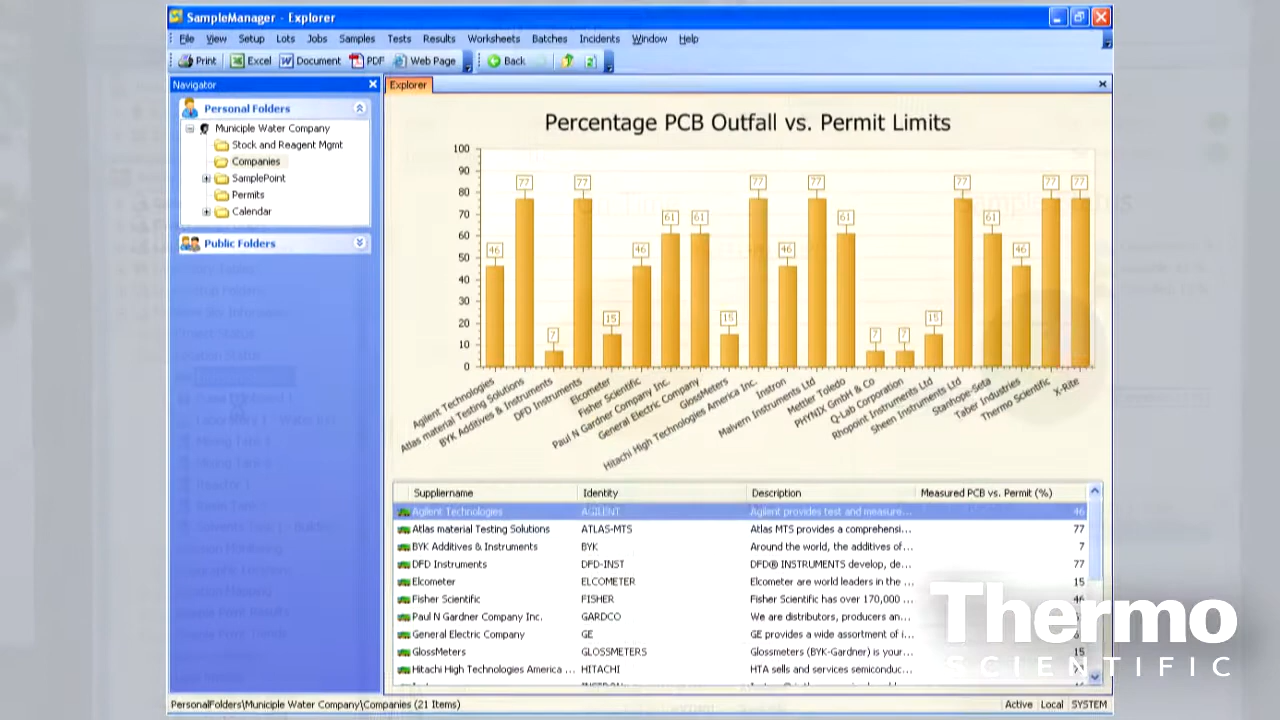 SampleManager - Explorer
File View Setup Lots Jobs Samples Tests Results Worksheets Batches Incidents Window Help
Print Excel Document PDF Web Page Back
Navigator
Explorer
Personal Folders
Municiple Water Company
Stock and Reagent Mgmt
Companies
SamplePoint
Permits
Calendar
Public Folders
Percentage PCB Outfall vs. Permit Limits
100
90
80
70
60
50
40
30
20
10
0
46 77 7 77 15 46 61 61 15 77 46 77 61 7 7 15 77 61 46 77 77
Agilent Technologies
Atlas material Testing Solutions
BYK Additives & Instruments
DFD Instruments
Elcometer
Fisher Scientific
Paul N Gardner Company Inc.
General Electric Company
GlossMeters
Hitachi High Technologies America Inc.
Instron
Malvern Instruments Ltd
Mettler Toledo
PHYNIX GmbH & Co
Q-Lab Corporation
Rhopoint Instruments Ltd
Sheen Instruments Ltd
Stanhope-Seta
Taber Industries
Thermo Scientific
X-Rite
Suppliername Identity Description Measured PCB vs. Permit (%)
Agilent Technologies AGILENT Agilent provides test and measure... 46
Atlas material Testing Solutions ATLAS-MTS Atlas MTS provides a comprehensi... 77
BYK Additives & Instruments BYK Around the world, the additives of... 7
DFD Instruments DFD-INST DFD® INSTRUMENTS develop, de... 77
Elcometer ELCOMETER Elcometer are world leaders in the ... 15
Fisher Scientific FISHER Fisher Scientific has over 170,000 ... 46
Paul N Gardner Company Inc. GARDCO We are distributors, producers an...
General Electric Company GE GE provides a wide assortment of i...
GlossMeters GLOSSMETERS Glossmeters (BYK-Gardner) is your... 15
Hitachi High Technologies America ... HITACHI HTA sells and services semiconduc...
Thermo
SCIENTIFIC
PersonalFolders\Municiple Water Company\Companies (21 Items)
Active Local SYSTEM